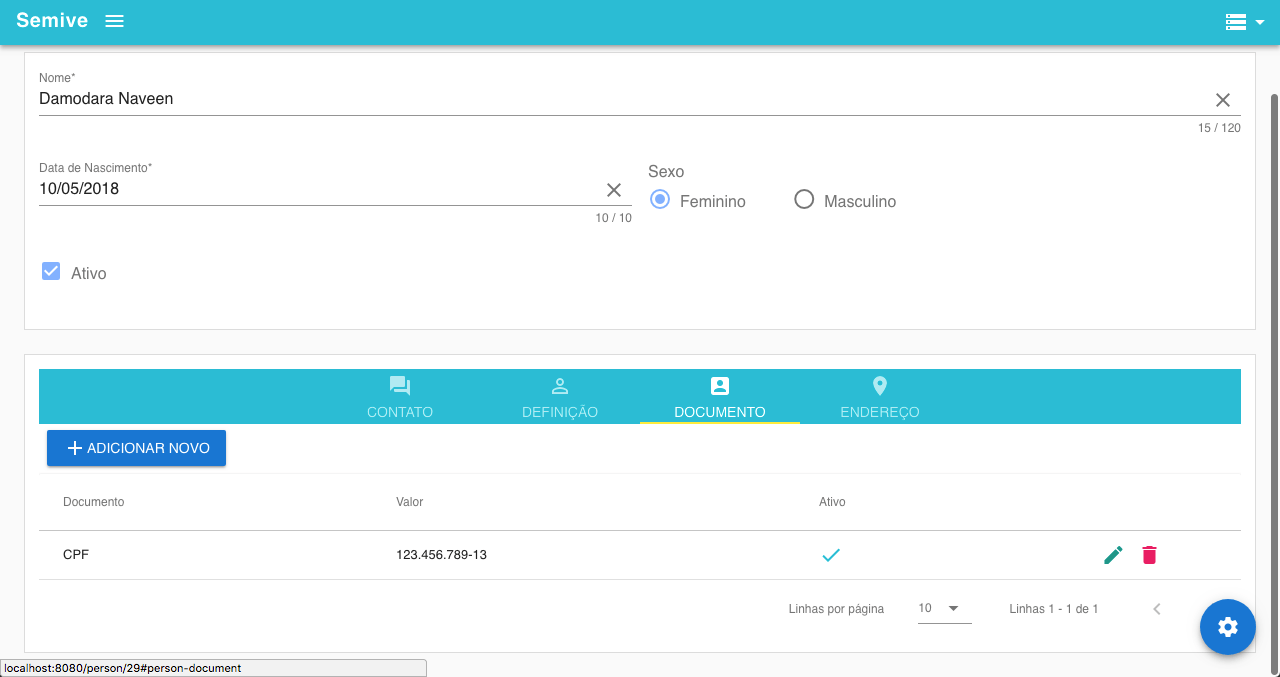 Semive
Nome*
Damodara Naveen
15 / 120
Data de Nascimento*
10/05/2018
10 / 10
Sexo
Feminino
Masculino
Ativo
CONTATO
DEFINIÇÃO
DOCUMENTO
ENDEREÇO
ADICIONAR NOVO
Documento Valor Ativo
CPF 123.456.789-13
Linhas por página 10 Linhas 1 - 1 de 1
localhost:8080/person/29#person-document